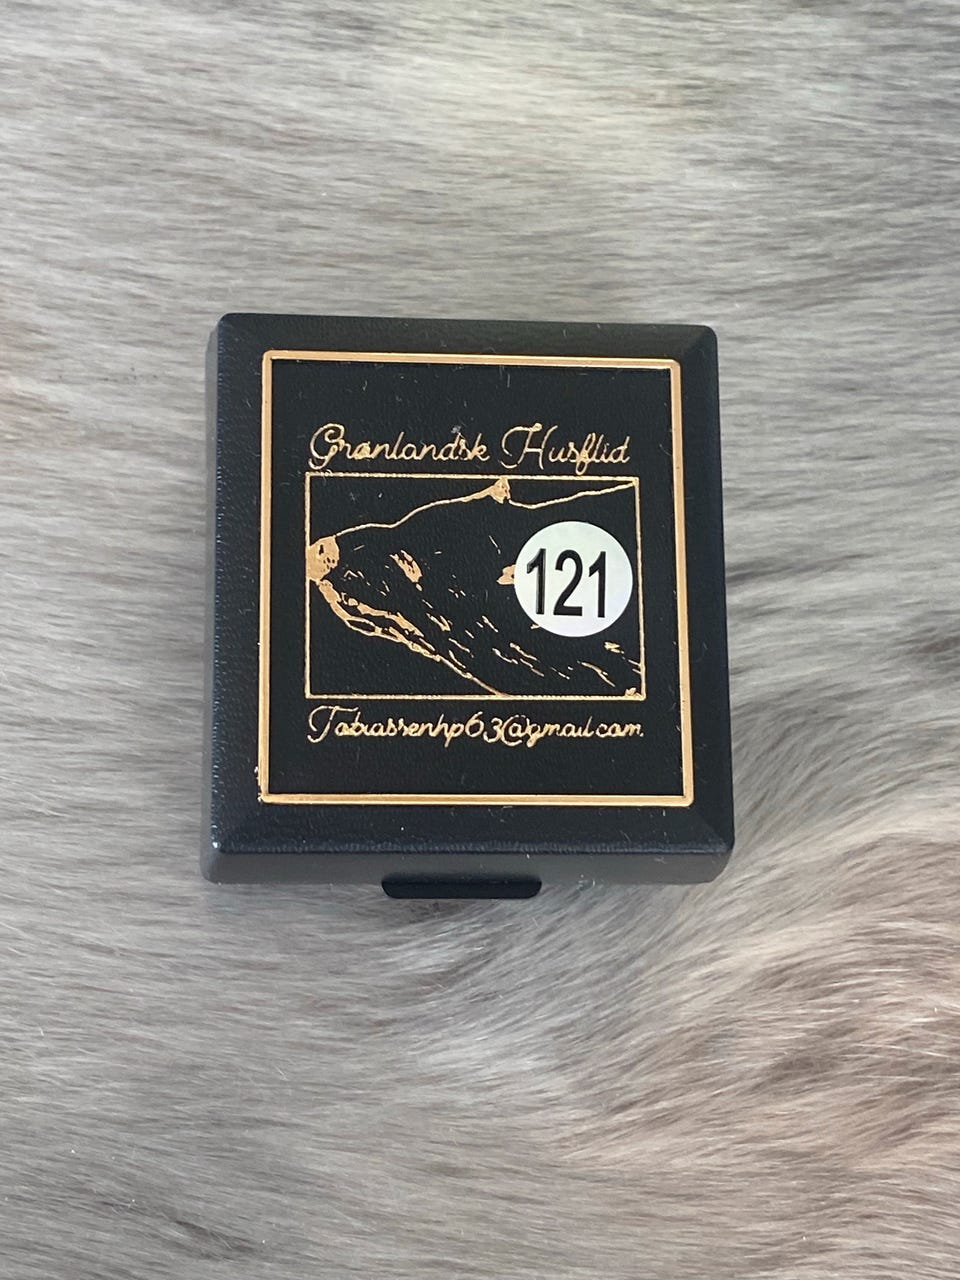 Grønlandsk Husflid
121
Tobiassenhp63@gmail.com